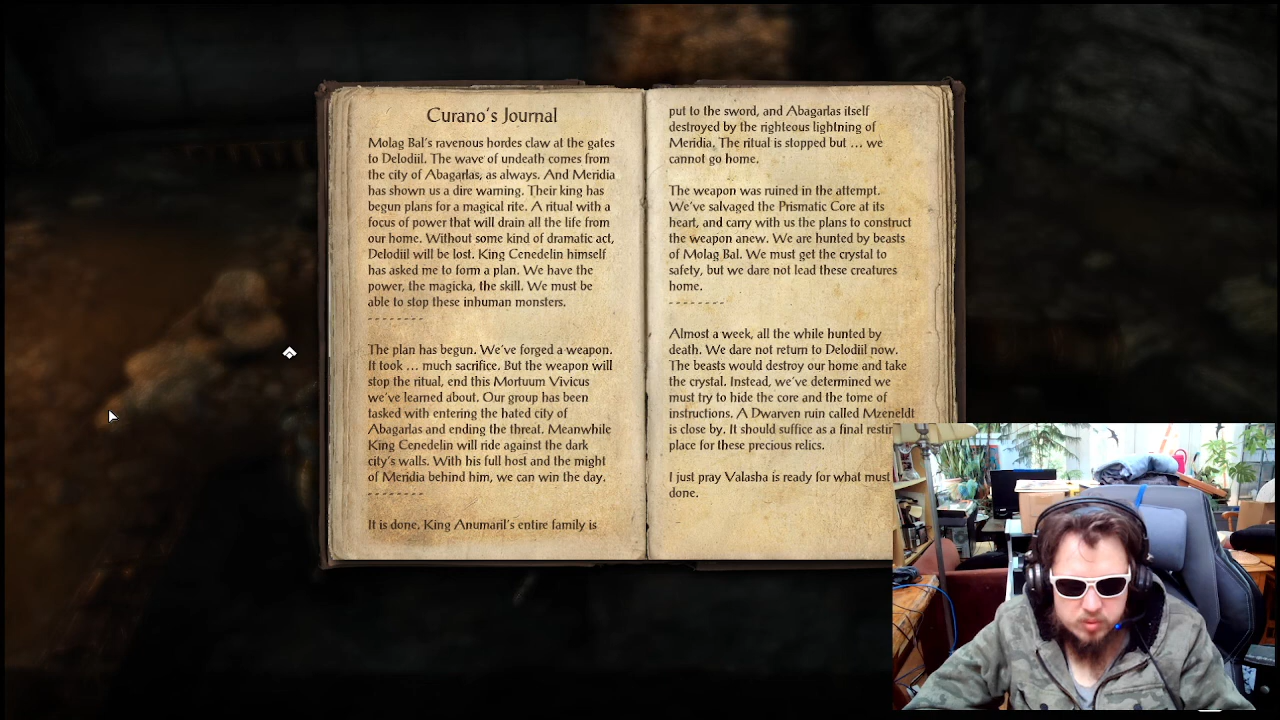 Curano's Journal
Molag Bal's ravenous hordes claw at the gates
to Delodiil. The wave of undeath comes from
the city of Abagarlas, as always. And Meridia
has shown us a dire warning. Their king has
begun plans for a magical rite. A ritual with a
focus of power that will drain all the life from
our home. Without some kind of dramatic act,
Delodiil will be lost. King Cenedelin himself
has asked me to form a plan. We have the
power, the magicka, the skill. We must be
able to stop these inhuman monsters.
--------
The plan has begun. We've forged a weapon.
It took ... much sacrifice. But the weapon will
stop the ritual, end this Mortuum Vivicus
we've learned about. Our group has been
tasked with entering the hated city of
Abagarlas and ending the threat. Meanwhile
King Cenedelin will ride against the dark
city's walls. With his full host and the might
of Meridia behind him, we can win the day.
--------
It is done. King Anumaril's entire family is
put to the sword, and Abagarlas itself
destroyed by the righteous lightning of
Meridia. The ritual is stopped but ... we
cannot go home.
The weapon was ruined in the attempt.
We've salvaged the Prismatic Core at its
heart, and carry with us the plans to construct
the weapon anew. We are hunted by beasts
of Molag Bal. We must get the crystal to
safety, but we dare not lead these creatures
home.
--------
Almost a week, all the while hunted by
death. We dare not return to Delodiil now.
The beasts would destroy our home and take
the crystal. Instead, we've determined we
must try to hide the core and the tome of
instructions. A Dwarven ruin called Mzeneldt
is close by. It should suffice as a final
place for these precious relics.
I just pray Valasha is ready for what must
done.